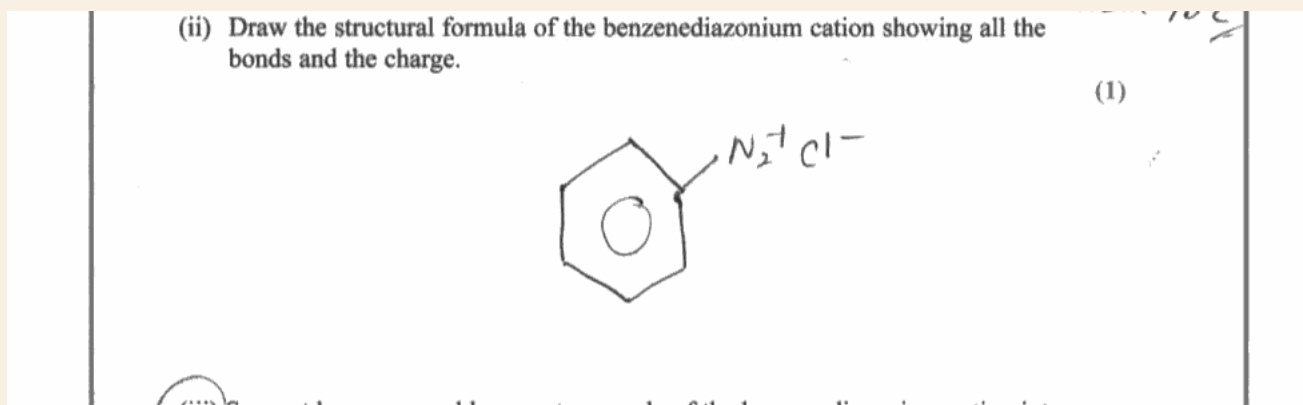 (ii) Draw the structural formula of the benzenediazonium cation showing all the
bonds and the charge.
(1)
N₂⁺ Cl⁻